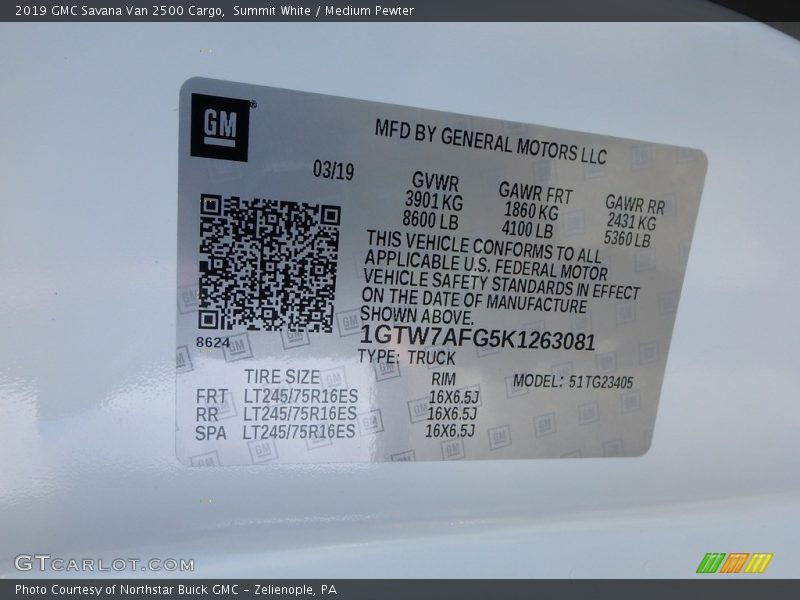 2019 GMC Savana Van 2500 Cargo, Summit White / Medium Pewter
GM®
MFD BY GENERAL MOTORS LLC
03/19
GVWR
3901 KG
8600 LB
GAWR FRT
1860 KG
4100 LB
GAWR RR
2431 KG
5360 LB
THIS VEHICLE CONFORMS TO ALL
APPLICABLE U.S. FEDERAL MOTOR
VEHICLE SAFETY STANDARDS IN EFFECT
ON THE DATE OF MANUFACTURE
SHOWN ABOVE.
8624
1GTW7AFG5K1263081
TYPE: TRUCK
TIRE SIZE RIM MODEL: 51TG23405
FRT LT245/75R16ES 16X6.5J
RR LT245/75R16ES 16X6.5J
SPA LT245/75R16ES 16X6.5J
GTCARLOT.COM
Photo Courtesy of Northstar Buick GMC - Zelienople, PA